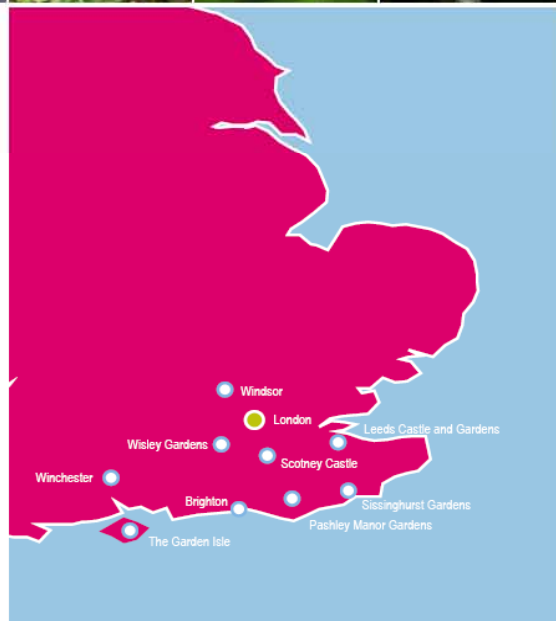 Windsor
London
Leeds Castle and Gardens
Wisley Gardens
Scotney Castle
Winchester
Brighton
Sissinghurst Gardens
Pashley Manor Gardens
The Garden Isle